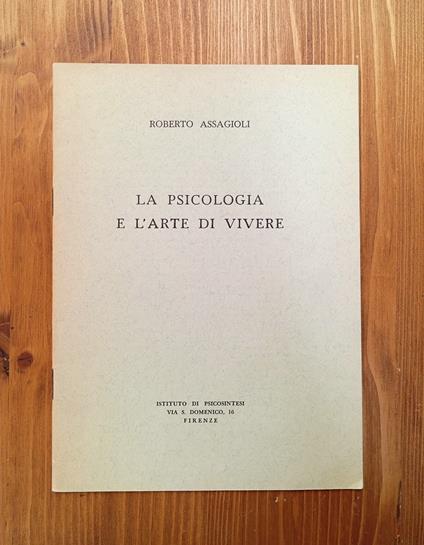 ROBERTO ASSAGIOLI
LA PSICOLOGIA
E L'ARTE DI VIVERE
ISTITUTO DI PSICOSINTESI
VIA S. DOMENICO, 16
FIRENZE